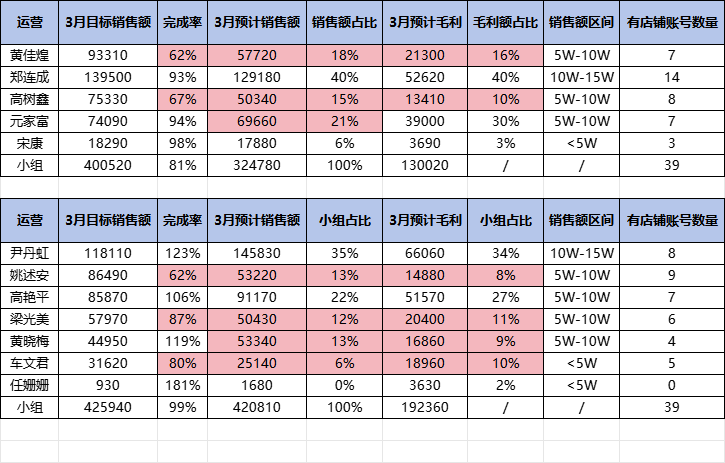 运营 3月目标销售额 完成率 3月预计销售额 销售额占比 3月预计毛利 毛利额占比 销售额区间 有店铺账号数量
黄佳煌 93310 62% 57720 18% 21300 16% 5W-10W 7
郑连成 139500 93% 129180 40% 52620 40% 10W-15W 14
高树鑫 75330 67% 50340 15% 13410 10% 5W-10W 8
元家富 74090 94% 69660 21% 39000 30% 5W-10W 7
宋康 18290 98% 17880 6% 3690 3% <5W 3
小组 400520 81% 324780 100% 130020 / / 39
运营 3月目标销售额 完成率 3月预计销售额 小组占比 3月预计毛利 小组占比 销售额区间 有店铺账号数量
尹丹虹 118110 123% 145830 35% 66060 34% 10W-15W 8
姚述安 86490 62% 53220 13% 14880 8% 5W-10W 9
高艳平 85870 106% 91170 22% 51570 27% 5W-10W 7
梁光美 57970 87% 50430 12% 20400 11% 5W-10W 6
黄晓梅 44950 119% 53340 13% 16860 9% 5W-10W 4
车文君 31620 80% 25140 6% 18960 10% <5W 5
任姗姗 930 181% 1680 0% 3630 2% <5W 0
小组 425940 99% 420810 100% 192360 / / 39